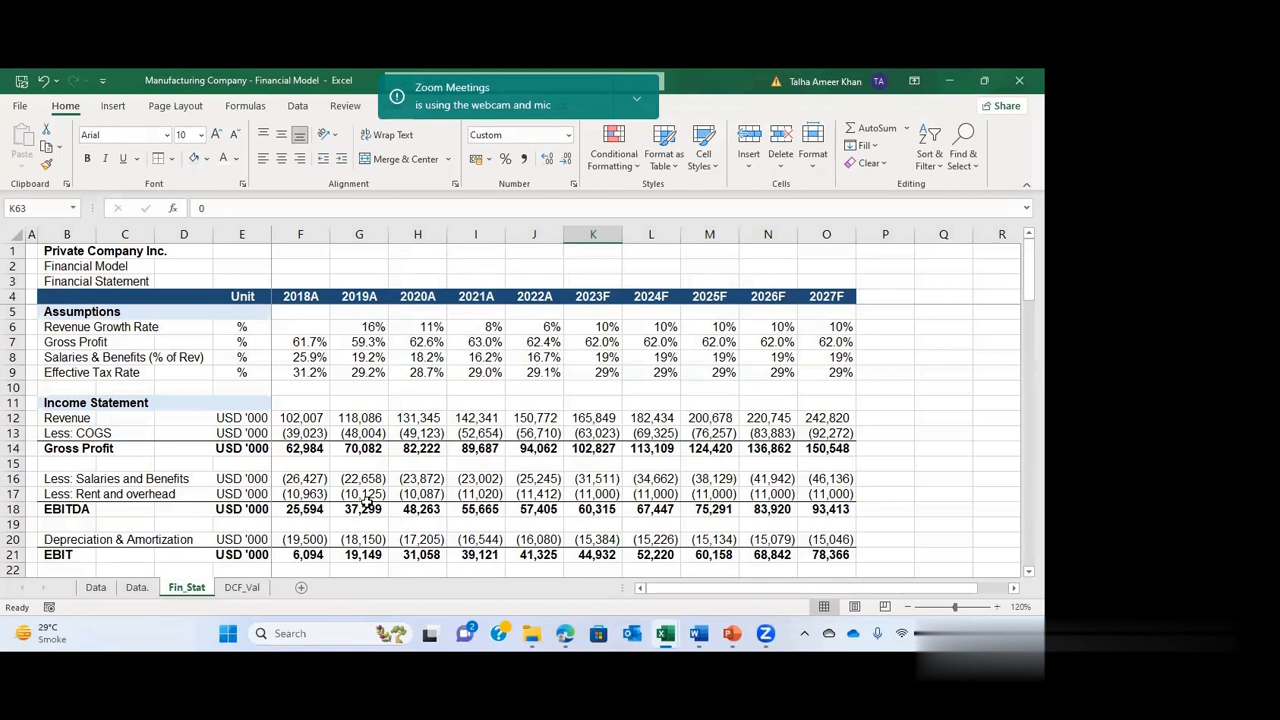 Manufacturing Company - Financial Model - Excel
Talha Ameer Khan TA
Zoom Meetings
is using the webcam and mic
File Home Insert Page Layout Formulas Data Review
Share
Paste
Arial 10
B I U
Wrap Text
Merge & Center
Custom
Conditional Formatting
Format as Table
Cell Styles
Insert Delete Format
AutoSum
Fill
Clear
Sort & Filter
Find & Select
Clipboard Font Alignment Number Styles Cells Editing
K63 fx 0
A B C D E F G H I J K L M N O P Q R
1 Private Company Inc.
2 Financial Model
3 Financial Statement
4 Unit 2018A 2019A 2020A 2021A 2022A 2023F 2024F 2025F 2026F 2027F
5 Assumptions
6 Revenue Growth Rate % 16% 11% 8% 6% 10% 10% 10% 10% 10%
7 Gross Profit % 61.7% 59.3% 62.6% 63.0% 62.4% 62.0% 62.0% 62.0% 62.0% 62.0%
8 Salaries & Benefits (% of Rev) % 25.9% 19.2% 18.2% 16.2% 16.7% 19% 19% 19% 19% 19%
9 Effective Tax Rate % 31.2% 29.2% 28.7% 29.0% 29.1% 29% 29% 29% 29% 29%
10
11 Income Statement
12 Revenue USD '000 102,007 118,086 131,345 142,341 150,772 165,849 182,434 200,678 220,745 242,820
13 Less: COGS USD '000 (39,023) (48,004) (49,123) (52,654) (56,710) (63,023) (69,325) (76,257) (83,883) (92,272)
14 Gross Profit USD '000 62,984 70,082 82,222 89,687 94,062 102,827 113,109 124,420 136,862 150,548
15
16 Less: Salaries and Benefits USD '000 (26,427) (22,658) (23,872) (23,002) (25,245) (31,511) (34,662) (38,129) (41,942) (46,136)
17 Less: Rent and overhead USD '000 (10,963) (10,125) (10,087) (11,020) (11,412) (11,000) (11,000) (11,000) (11,000) (11,000)
18 EBITDA USD '000 25,594 37,299 48,263 55,665 57,405 60,315 67,447 75,291 83,920 93,413
19
20 Depreciation & Amortization USD '000 (19,500) (18,150) (17,205) (16,544) (16,080) (15,384) (15,226) (15,134) (15,079) (15,046)
21 EBIT USD '000 6,094 19,149 31,058 39,121 41,325 44,932 52,220 60,158 68,842 78,366
22
Data Data. Fin_Stat DCF_Val
Ready 120%
29°C
Smoke
Search
2